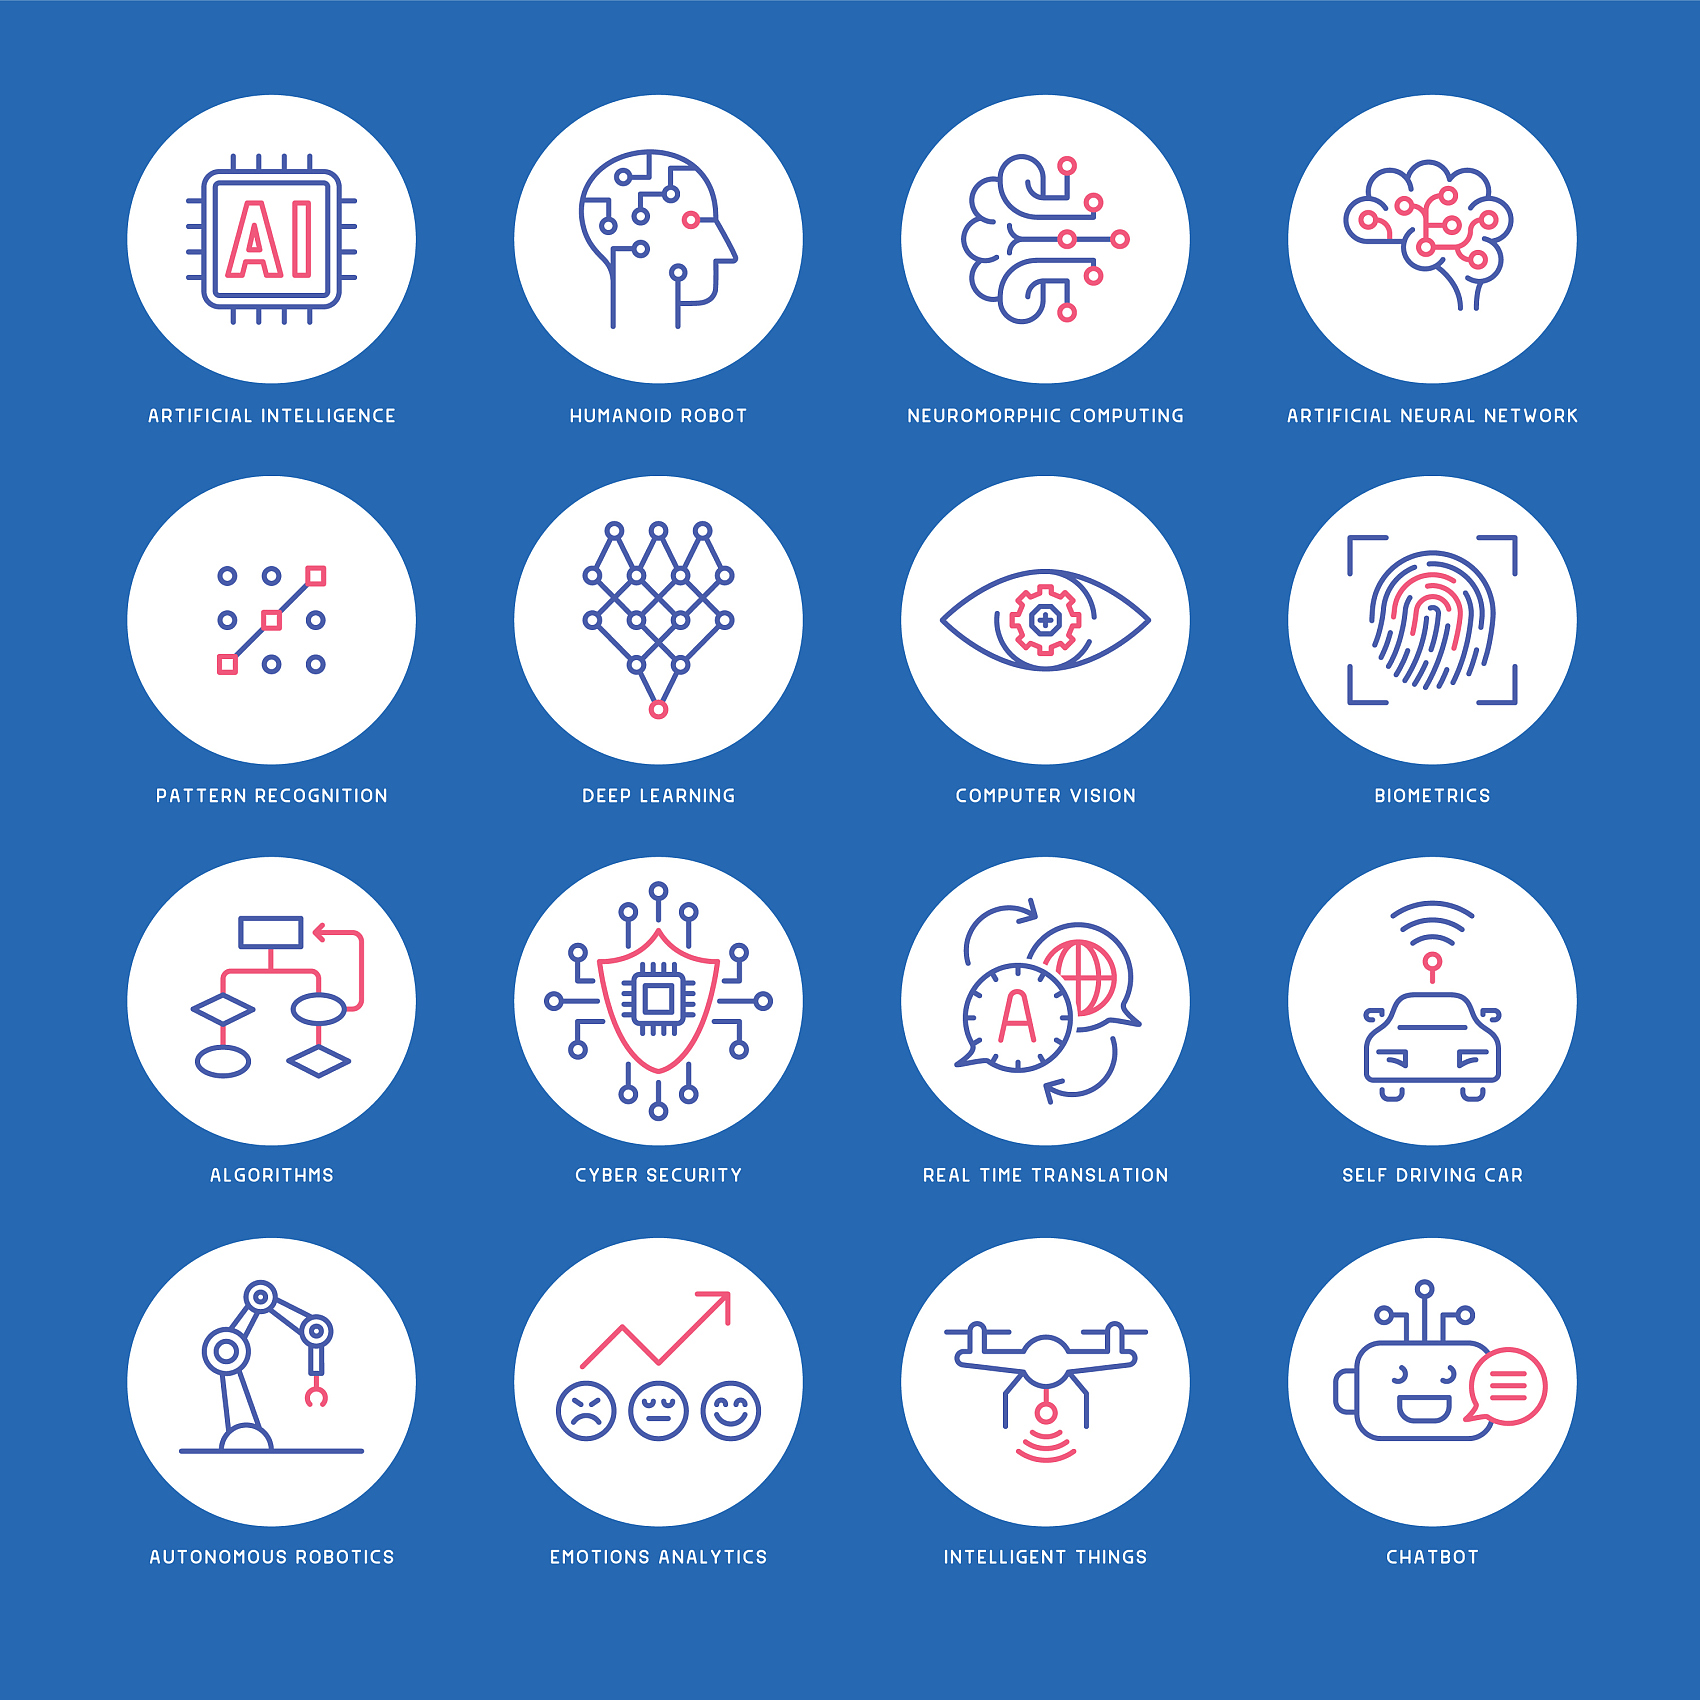 AI
ARTIFICIAL INTELLIGENCE
HUMANOID ROBOT
NEUROMORPHIC COMPUTING
ARTIFICIAL NEURAL NETWORK
PATTERN RECOGNITION
DEEP LEARNING
COMPUTER VISION
BIOMETRICS
A
ALGORITHMS
CYBER SECURITY
REAL TIME TRANSLATION
SELF DRIVING CAR
AUTONOMOUS ROBOTICS
EMOTIONS ANALYTICS
INTELLIGENT THINGS
CHATBOT